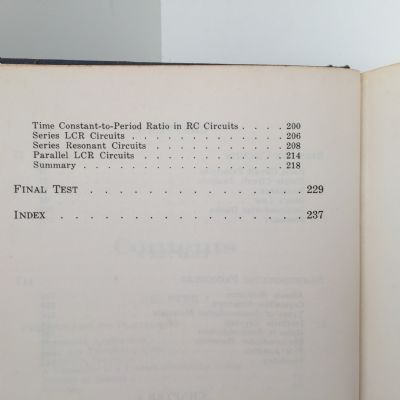 Time Constant-to-Period Ratio in RC Circuits . . . . 200
Series LCR Circuits . . . . . . . . . . . . 206
Series Resonant Circuits . . . . . . . . . . 208
Parallel LCR Circuits . . . . . . . . . . . 214
Summary . . . . . . . . . . . . . . . . 218
FINAL TEST . . . . . . . . . . . . . . . 229
INDEX . . . . . . . . . . . . . . . . . 237